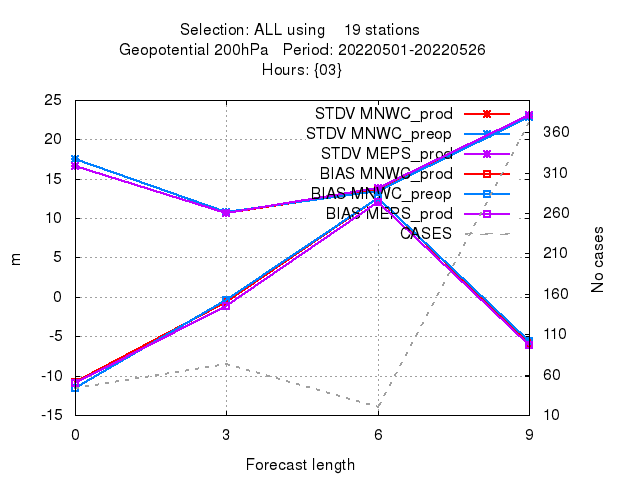 Selection: ALL using 19 stations
Geopotential 200hPa Period: 20220501-20220526
Hours: {03}
STDV MNWC_prod
STDV MNWC_preop
STDV MEPS_prod
BIAS MNWC_prod
BIAS MNWC_preop
BIAS MEPS_prod
CASES
25
20
15
10
5
0
-5
-10
-15
m
360
310
260
210
160
110
60
10
No cases
0 3 6 9
Forecast length